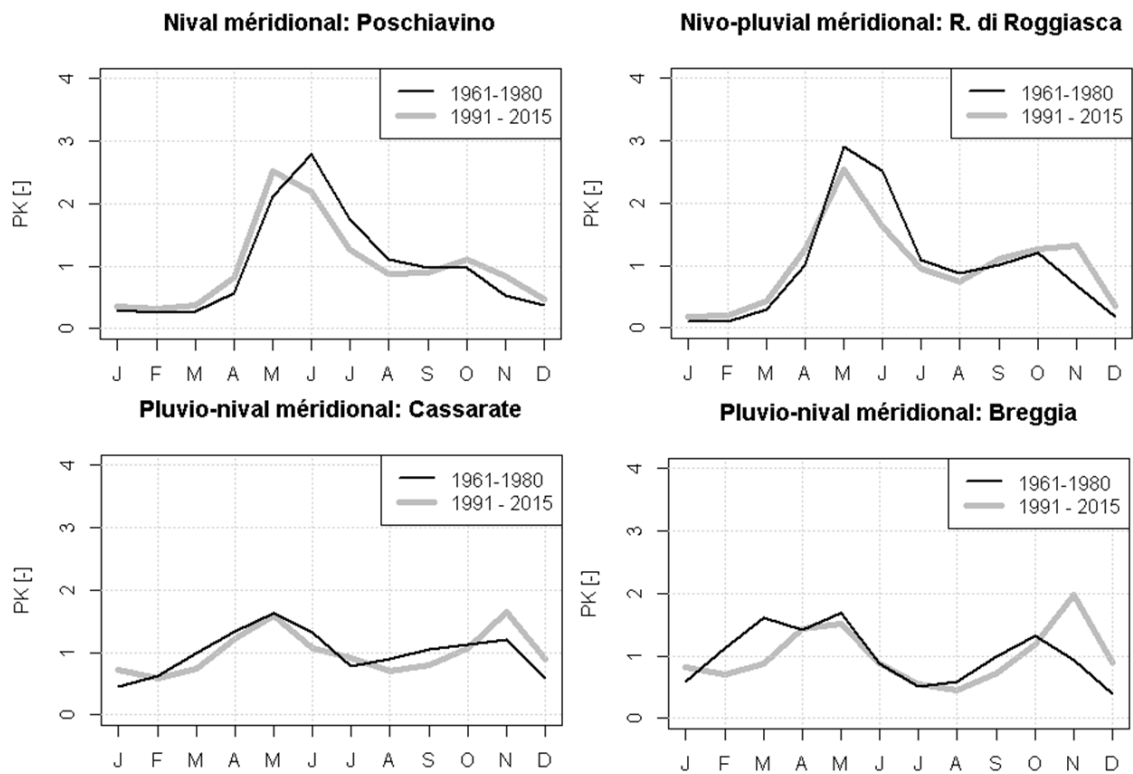 Nival méridional: Poschiavino
4
3
2
1
0
PK [-]
1961-1980
1991 - 2015
J F M A M J J A S O N D
Nivo-pluvial méridional: R. di Roggiasca
4
3
2
1
0
PK [-]
1961-1980
1991 - 2015
J F M A M J J A S O N D
Pluvio-nival méridional: Cassarate
4
3
2
1
0
PK [-]
1961-1980
1991 - 2015
J F M A M J J A S O N D
Pluvio-nival méridional: Breggia
4
3
2
1
0
PK [-]
1961-1980
1991 - 2015
J F M A M J J A S O N D